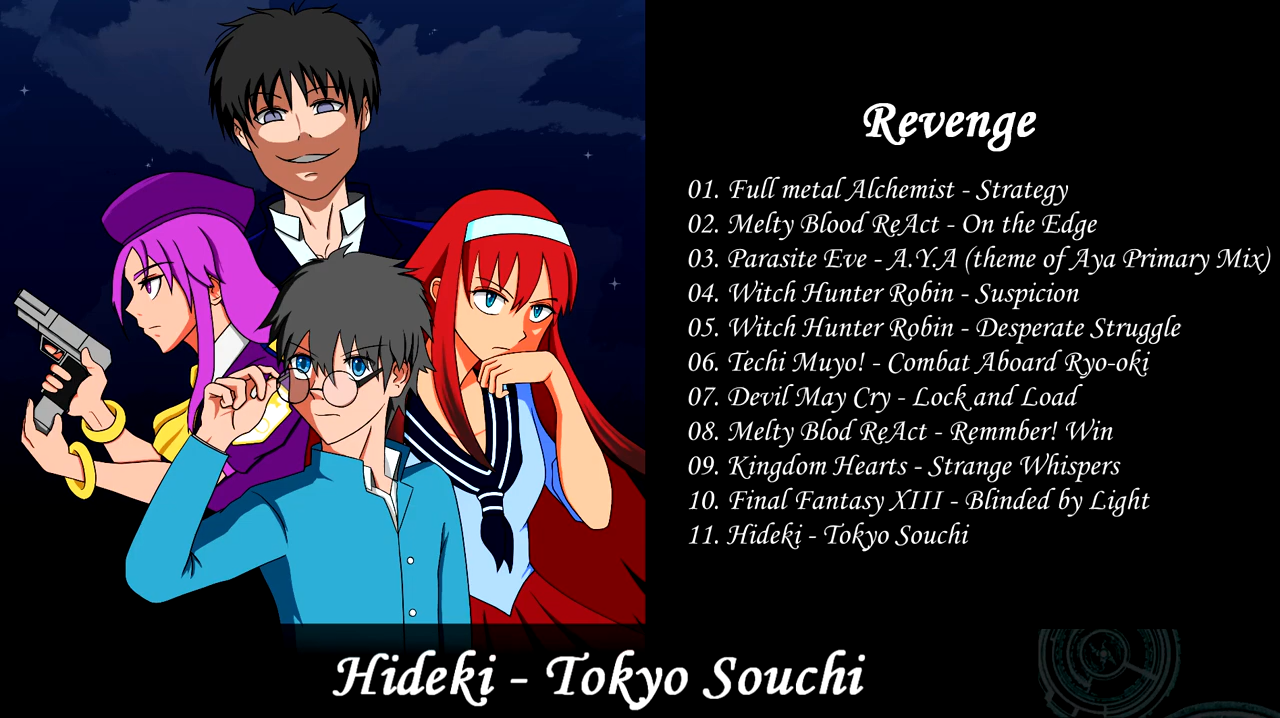 Revenge
01. Full metal Alchemist - Strategy
02. Melty Blood ReAct - On the Edge
03. Parasite Eve - A.Y.A (theme of Aya Primary Mix)
04. Witch Hunter Robin - Suspicion
05. Witch Hunter Robin - Desperate Struggle
06. Techi Muyo! - Combat Aboard Ryo-oki
07. Devil May Cry - Lock and Load
08. Melty Blod ReAct - Remmber! Win
09. Kingdom Hearts - Strange Whispers
10. Final Fantasy XIII - Blinded by Light
11. Hideki - Tokyo Souchi
Hideki - Tokyo Souchi